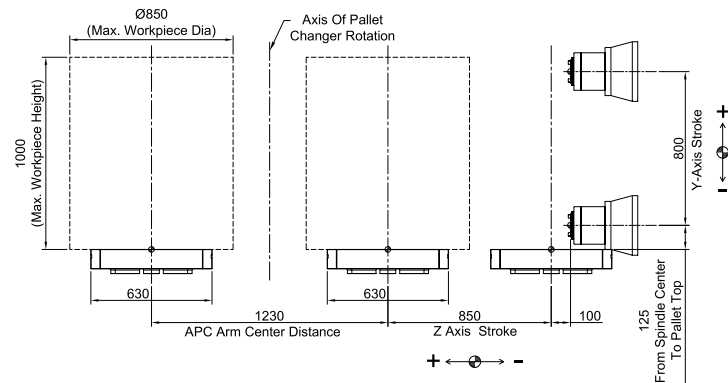 Ø850
(Max. Workpiece Dia)
Axis Of Pallet
Changer Rotation
1000
(Max. Workpiece Height)
800
Y-Axis Stroke
+
-
630
630
1230
APC Arm Center Distance
850
Z Axis Stroke
100
125
From Spindle Center
To Pallet Top
+
-